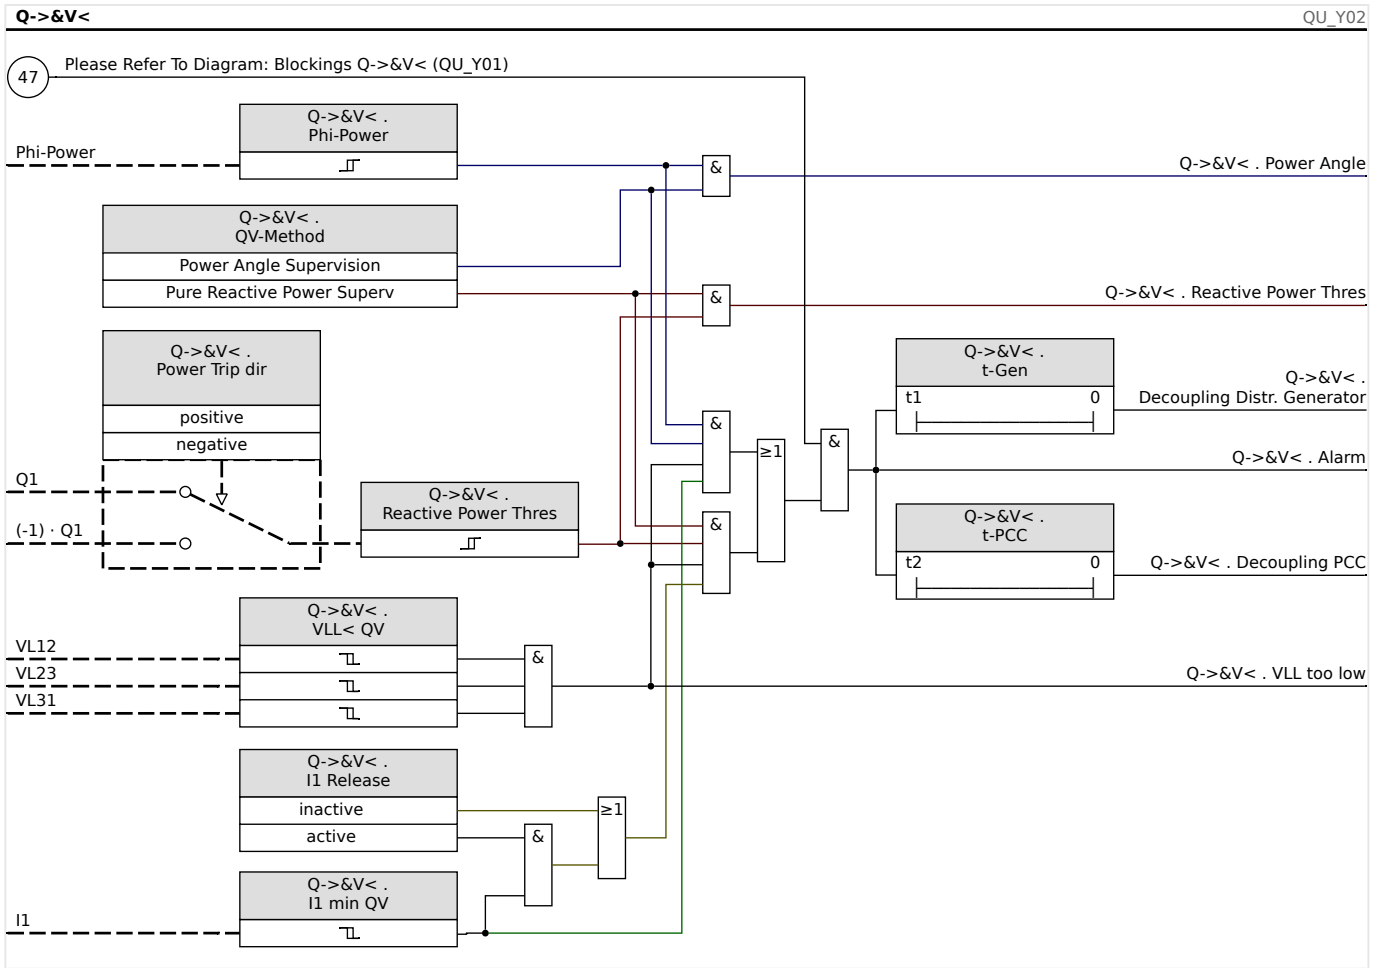 Q->&V<
QU_Y02
47
Please Refer To Diagram: Blockings Q->&V< (QU_Y01)
Q->&V< .
Phi-Power
Phi-Power
&
Q->&V< . Power Angle
Q->&V< .
QV-Method
Power Angle Supervision
Pure Reactive Power Superv
&
Q->&V< . Reactive Power Thres
Q->&V< .
Power Trip dir
positive
negative
Q->&V< .
t-Gen
t1 0
Q->&V< .
Decoupling Distr. Generator
&
≥1
&
Q->&V< . Alarm
Q1
(-1) · Q1
Q->&V< .
Reactive Power Thres
&
Q->&V< .
t-PCC
t2 0
Q->&V< . Decoupling PCC
Q->&V< .
VLL< QV
VL12
VL23
VL31
&
Q->&V< . VLL too low
Q->&V< .
I1 Release
inactive
active
≥1
&
Q->&V< .
I1 min QV
I1